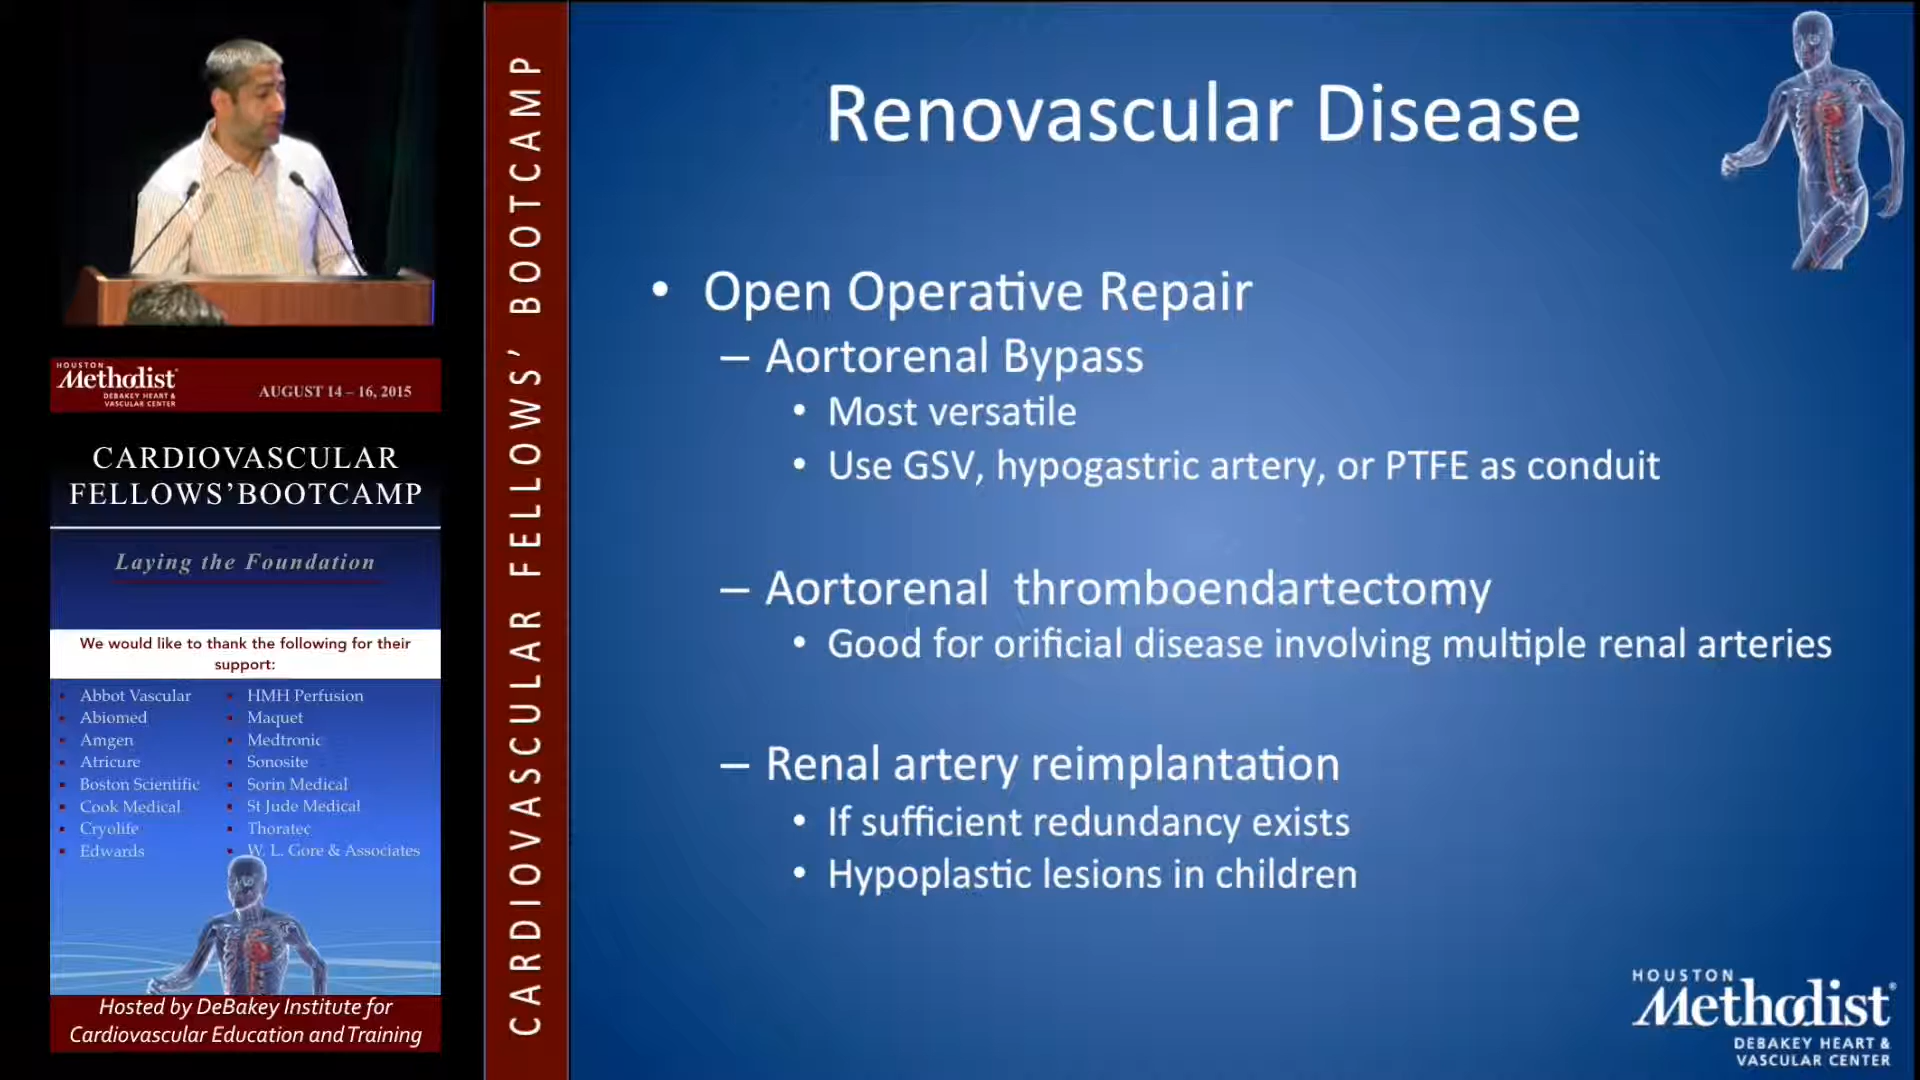 HOUSTON
Methodist
DEBAKEY HEART &
VASCULAR CENTER
AUGUST 14 – 16, 2015
CARDIOVASCULAR
FELLOWS’BOOTCAMP
Laying the Foundation
We would like to thank the following for their
support:
▪ Abbot Vascular
▪ Abiomed
▪ Amgen
▪ Atricure
▪ Boston Scientific
▪ Cook Medical
▪ Cryolife
▪ Edwards
▪ HMH Perfusion
▪ Maquet
▪ Medtronic
▪ Sonosite
▪ Sorin Medical
▪ St Jude Medical
▪ Thoratec
▪ W. L. Gore & Associates
Hosted by DeBakey Institute for
Cardiovascular Education and Training
CARDIOVASCULAR FELLOWS’ BOOTCAMP
Renovascular Disease
• Open Operative Repair
– Aortorenal Bypass
• Most versatile
• Use GSV, hypogastric artery, or PTFE as conduit
– Aortorenal thromboendartectomy
• Good for orificial disease involving multiple renal arteries
– Renal artery reimplantation
• If sufficient redundancy exists
• Hypoplastic lesions in children
HOUSTON
Methodist®
DEBAKEY HEART &
VASCULAR CENTER